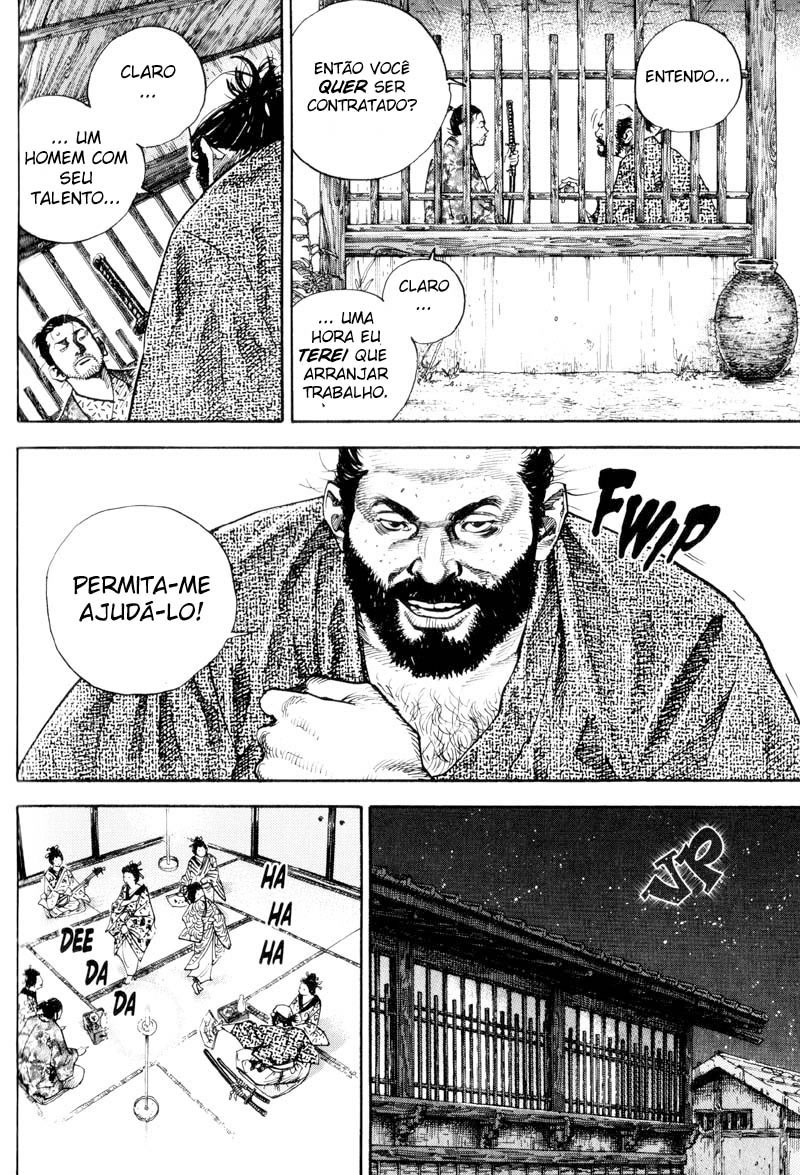 ENTENDO...
ENTÃO VOCÊ
QUER SER
CONTRATADO?
CLARO
...
... UMA
HORA EU
TEREI QUE
ARRANJAR
TRABALHO.
CLARO
...
... UM
HOMEM COM
SEU
TALENTO...
FWIP
PERMITA-ME
AJUDÁ-LO!
HA
HA
HA
DEE
DA
DA